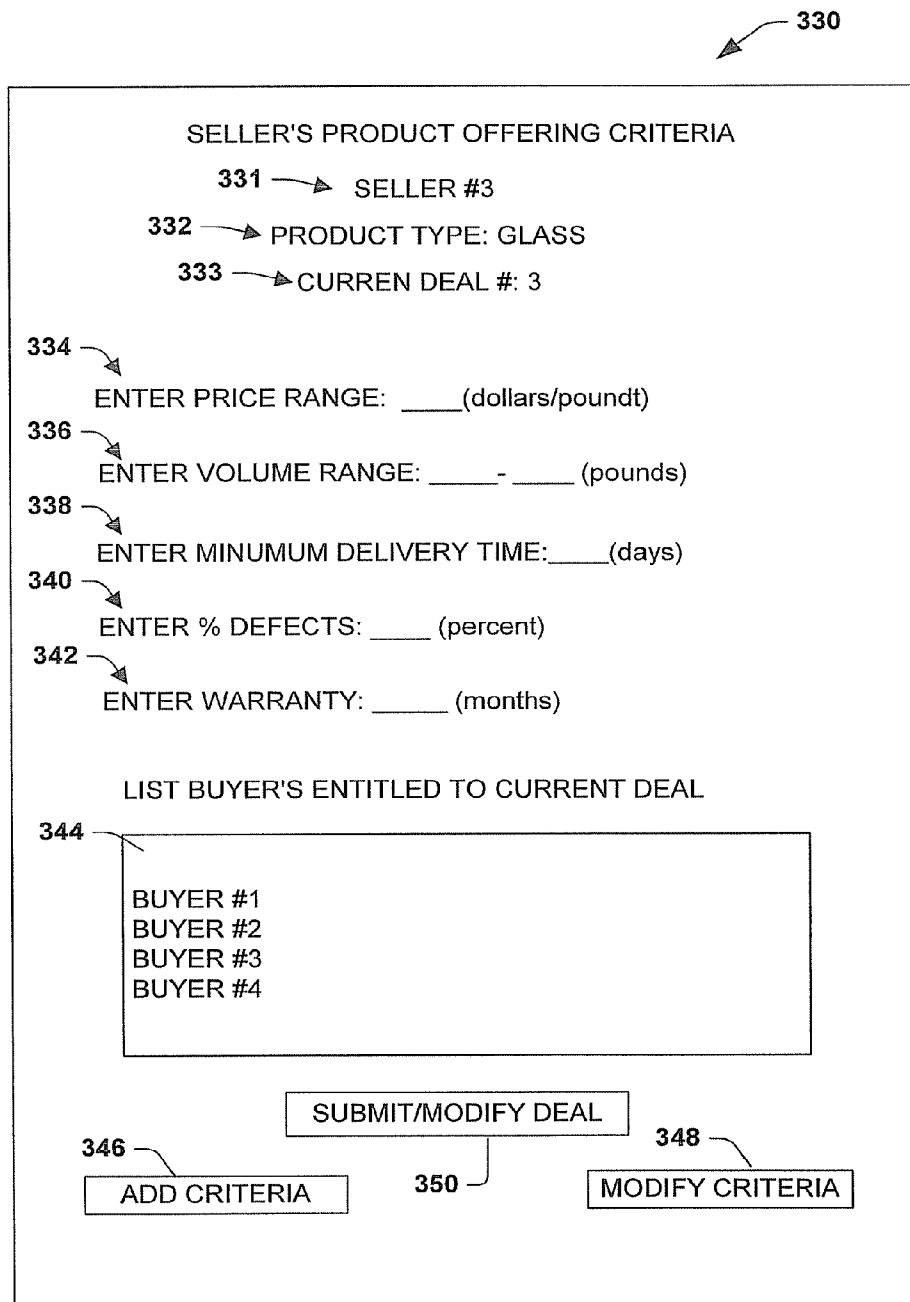 330
SELLER'S PRODUCT OFFERING CRITERIA
331 SELLER #3
332 PRODUCT TYPE: GLASS
333 CURREN DEAL #: 3
334
ENTER PRICE RANGE: ____(dollars/poundt)
336
ENTER VOLUME RANGE: _____- ____ (pounds)
338
ENTER MINUMUM DELIVERY TIME:____(days)
340
ENTER % DEFECTS: ____ (percent)
342
ENTER WARRANTY: _____ (months)
LIST BUYER'S ENTITLED TO CURRENT DEAL
344
BUYER #1
BUYER #2
BUYER #3
BUYER #4
SUBMIT/MODIFY DEAL
346 350 348
ADD CRITERIA MODIFY CRITERIA